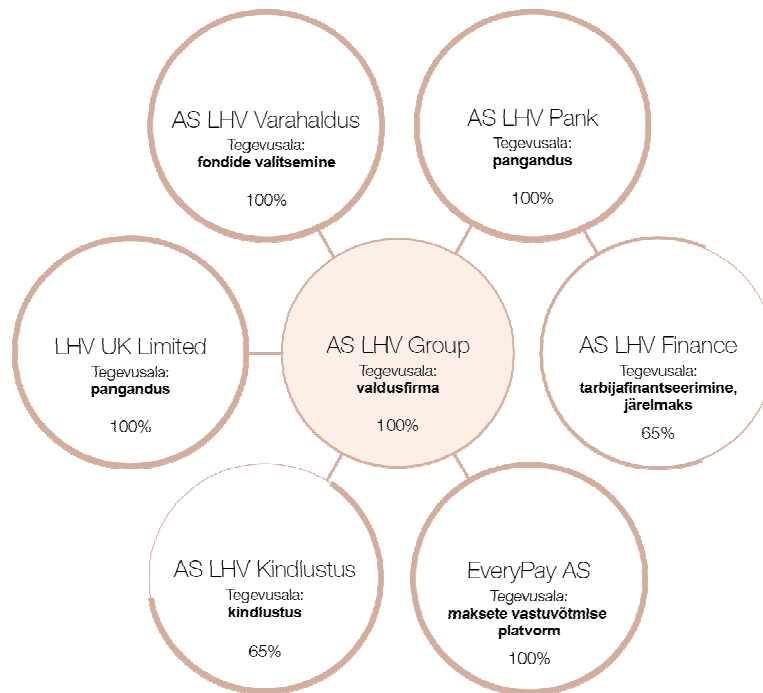 AS LHV Varahaldus
Tegevusala:
fondide valitsemine
100%
AS LHV Pank
Tegevusala:
pangandus
100%
LHV UK Limited
Tegevusala:
pangandus
100%
AS LHV Group
Tegevusala:
valdusfirma
100%
AS LHV Finance
Tegevusala:
tarbijafinantseerimine,
järelmaks
65%
AS LHV Kindlustus
Tegevusala:
kindlustus
65%
EveryPay AS
Tegevusala:
maksete vastuvõtmise
platvorm
100%